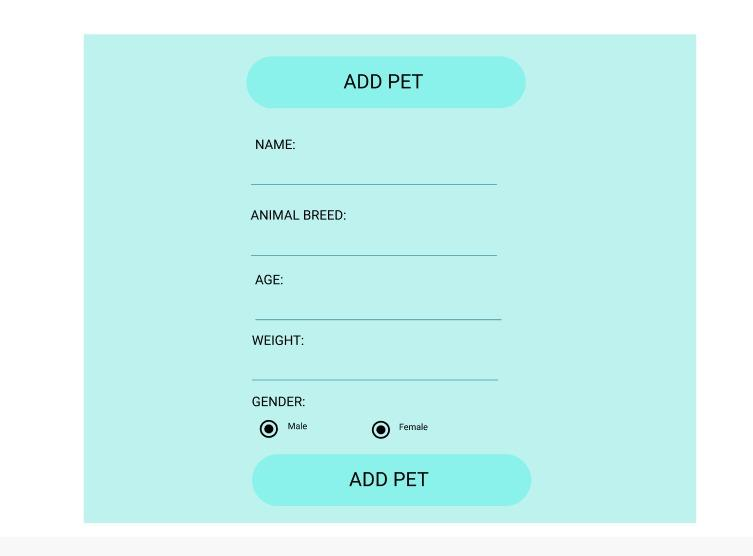 ADD PET
NAME:
ANIMAL BREED:
AGE:
WEIGHT:
GENDER:
Male Female
ADD PET